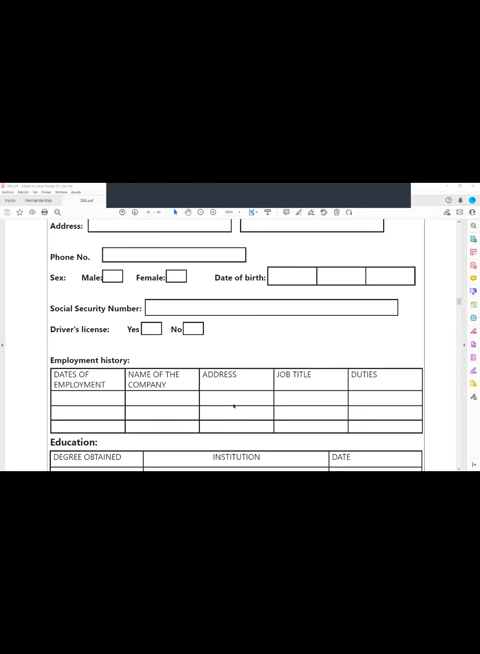 Archivo Edición Ver Firmar Ventana Ayuda
Inicio Herramientas
Address:
Phone No.
Sex: Male: Female: Date of birth:
Social Security Number:
Driver's license: Yes No
Employment history:
DATES OF EMPLOYMENT NAME OF THE COMPANY ADDRESS JOB TITLE DUTIES
Education:
DEGREE OBTAINED INSTITUTION DATE